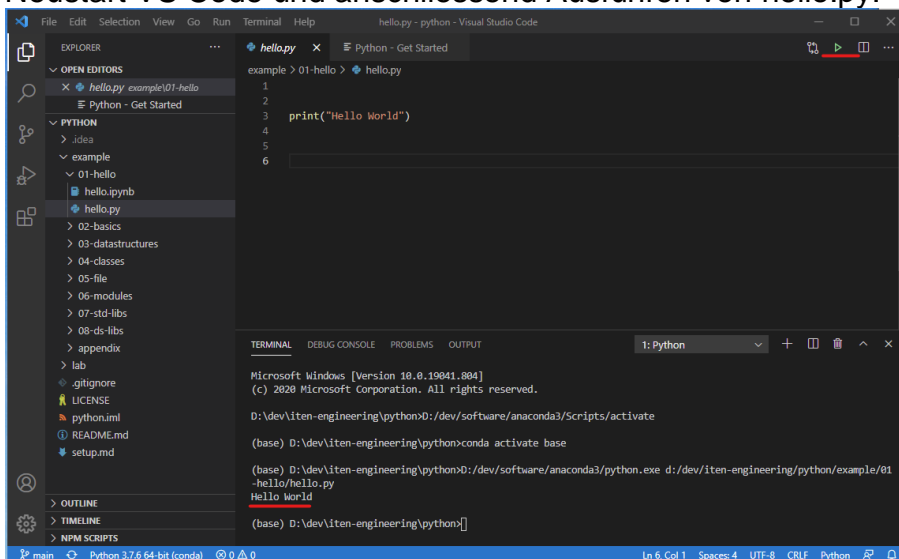 Neustart VS Code und anschliessend Ausführen von hello.py:
File Edit Selection View Go Run Terminal Help hello.py - python - Visual Studio Code
EXPLORER ... hello.py Python - Get Started
OPEN EDITORS example > 01-hello > hello.py
hello.py example\01-hello 1
Python - Get Started 2
PYTHON 3 print("Hello World")
.idea 4
example 5
01-hello 6
hello.ipynb
hello.py
02-basics
03-datastructures
04-classes
05-file
06-modules
07-std-libs
08-ds-libs
appendix
lab
.gitignore
LICENSE
python.iml
README.md
setup.md
OUTLINE
TIMELINE
NPM SCRIPTS
TERMINAL DEBUG CONSOLE PROBLEMS OUTPUT 1: Python
Microsoft Windows [Version 10.0.19041.804]
(c) 2020 Microsoft Corporation. All rights reserved.
D:\dev\iten-engineering\python>D:/dev/software/anaconda3/Scripts/activate
(base) D:\dev\iten-engineering\python>conda activate base
(base) D:\dev\iten-engineering\python>D:/dev/software/anaconda3/python.exe d:/dev/iten-engineering/python/example/01
-hello/hello.py
Hello World
(base) D:\dev\iten-engineering\python>
main Python 3.7.6 64-bit (conda) 0 0 Ln 6, Col 1 Spaces: 4 UTF-8 CRLF Python